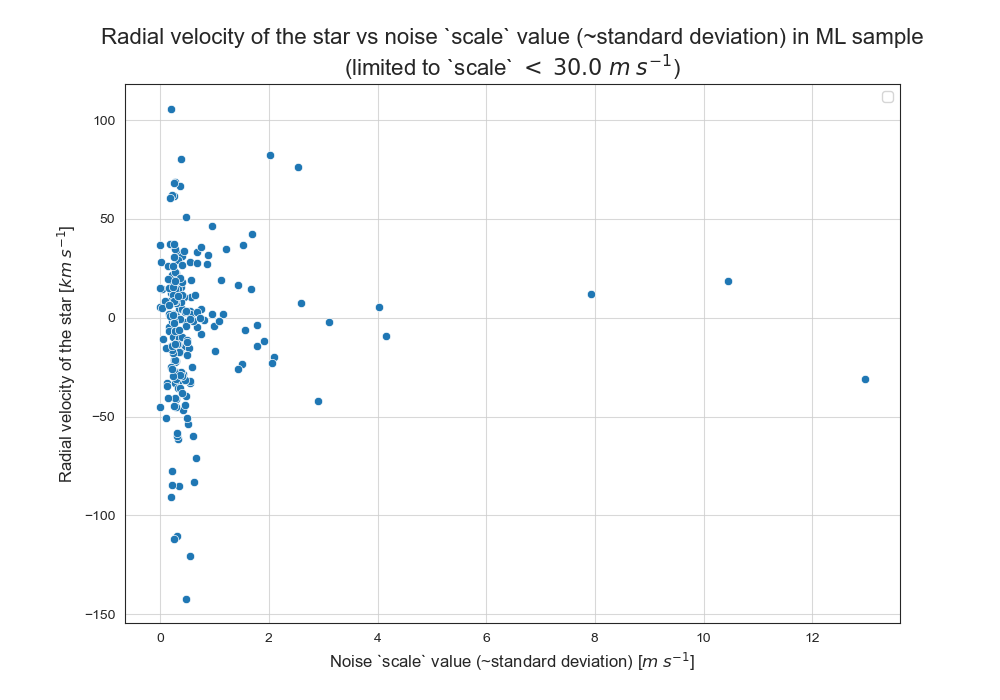 Radial velocity of the star vs noise `scale` value (~standard deviation) in ML sample
(limited to `scale` < 30.0 m s⁻¹)
100
50
0
−50
−100
−150
Radial velocity of the star [km s⁻¹]
0 2 4 6 8 10 12
Noise `scale` value (~standard deviation) [m s⁻¹]